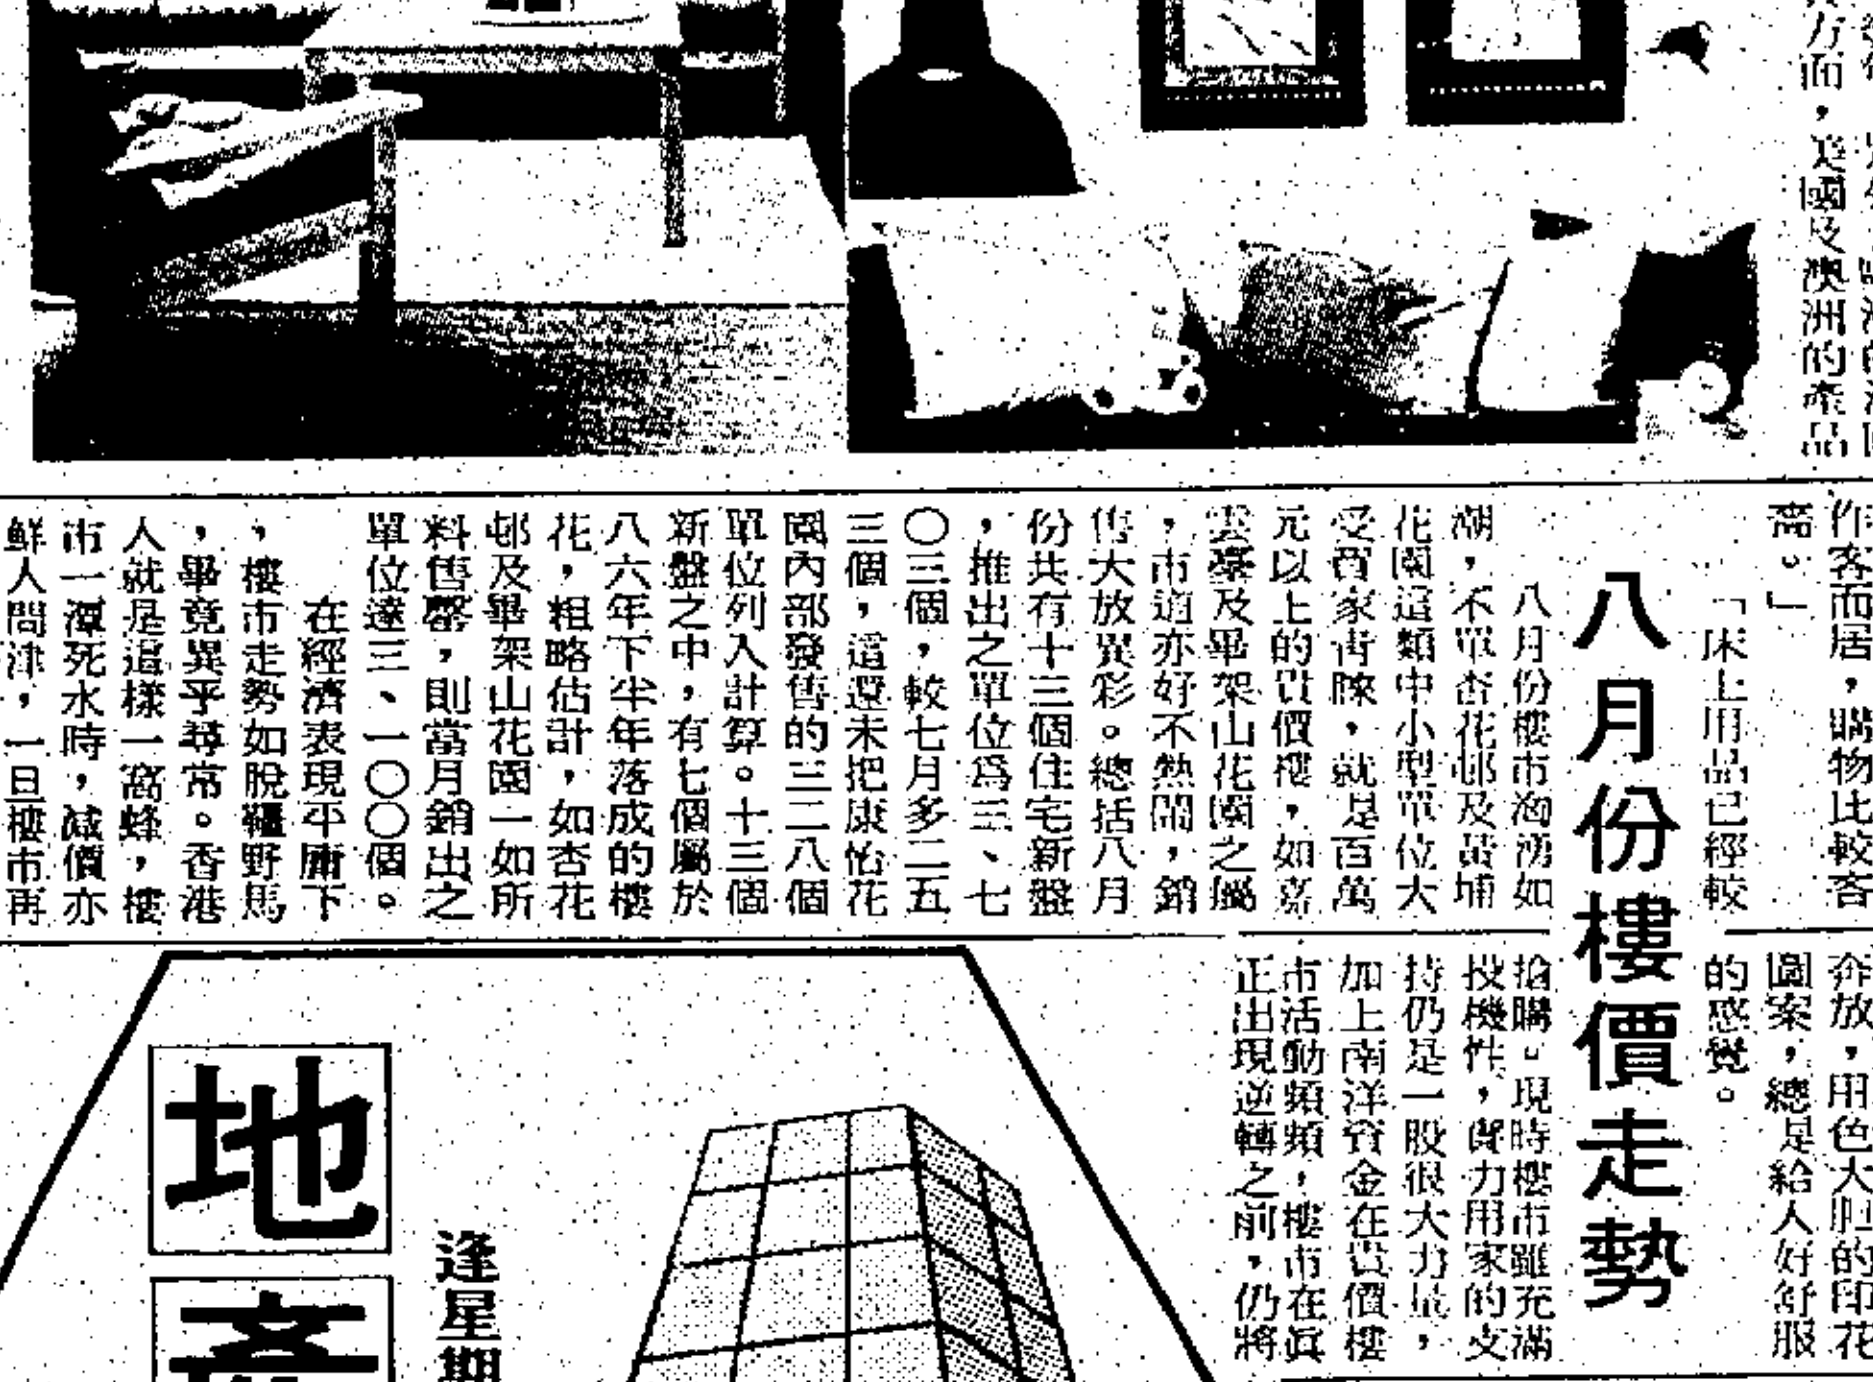 方面，美國及澳洲的產品
作客而居，購物比較客
高。」
「床上用品已經較
奔放，用色大胆的印花
圖案，總是給人好舒服
的感覺。
八月份樓價走勢
八月份樓市洶湧如
潮，不單杏花邨及黃埔
花園這類中小型單位大
受買家青睞，就是百萬
元以上的貴價樓，如嘉
雲臺及畢架山花園之屬
，市道亦好不熱鬧，銷
售大放異彩。總括八月
份共有十三個住宅新盤
，推出之單位爲三、七
〇三個，較七月多二五
三個，這還未把康怡花
園內部發售的三二八個
單位列入計算。十三個
新盤之中，有七個屬於
八六年下半年落成的樓
花，粗略估計，如杏花
邨及畢架山花園一如所
料售罄，則當月銷出之
單位達三、一〇〇個。
在經濟表現平庸下
，樓市走勢如脫韁野馬
，畢竟異乎尋常。香港
人就是這樣一窩蜂，樓
市一潭死水時，減價亦
鮮人問津，一旦樓市再
搶購。現時樓市雖充滿
投機性，實力用家的支
持仍是一股很大力量，
加上南洋資金在貴價樓
市活動頻頻，樓市在眞
正出現逆轉之前，仍將
地產
逢星期